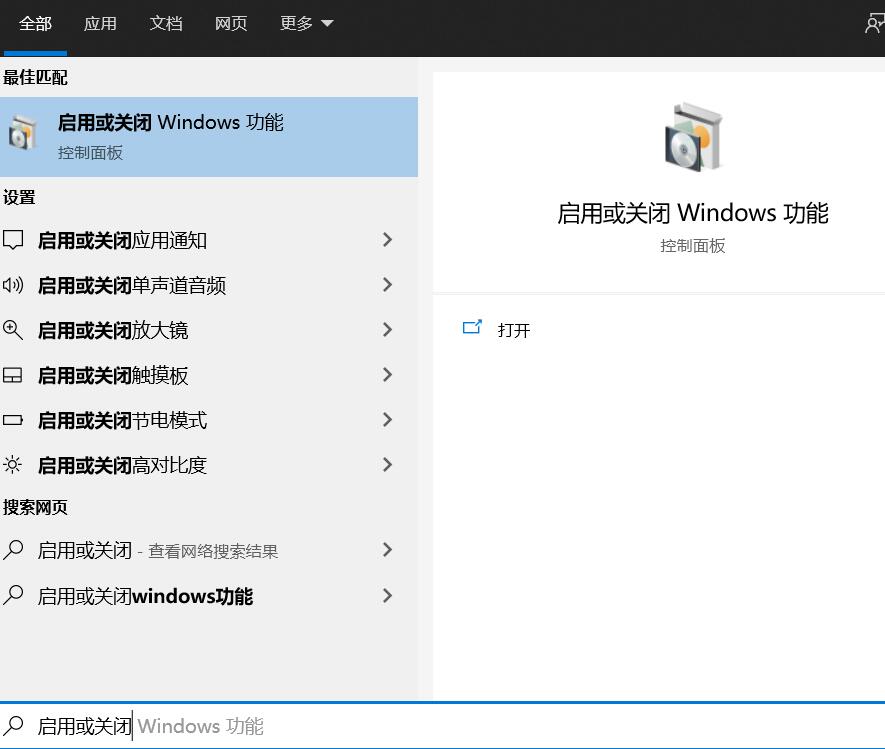 全部 应用 文档 网页 更多
最佳匹配
启用或关闭 Windows 功能
控制面板
设置
启用或关闭应用通知
启用或关闭单声道音频
启用或关闭放大镜
启用或关闭触摸板
启用或关闭节电模式
启用或关闭高对比度
搜索网页
启用或关闭 - 查看网络搜索结果
启用或关闭windows功能
启用或关闭 Windows 功能
控制面板
打开
启用或关闭 Windows 功能